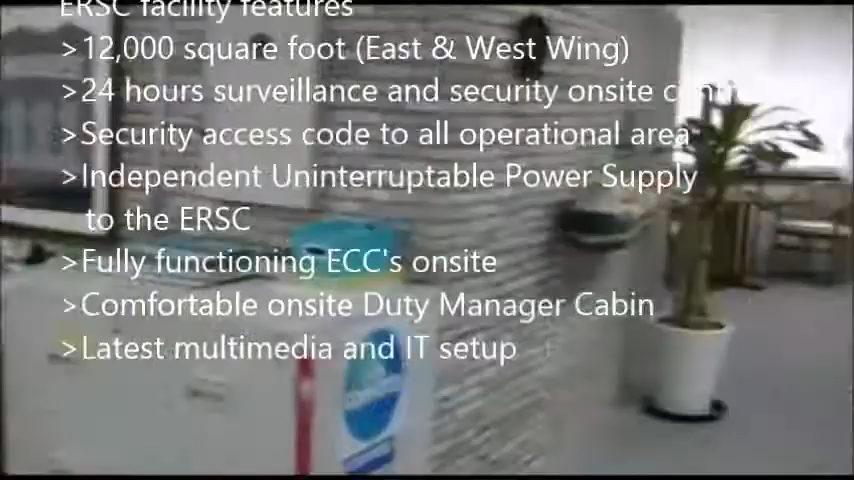 ERSC facility features
>12,000 square foot (East & West Wing)
>24 hours surveillance and security onsite
>Security access code to all operational area
>Independent Uninterruptable Power Supply
to the ERSC
>Fully functioning ECC's onsite
>Comfortable onsite Duty Manager Cabin
>Latest multimedia and IT setup